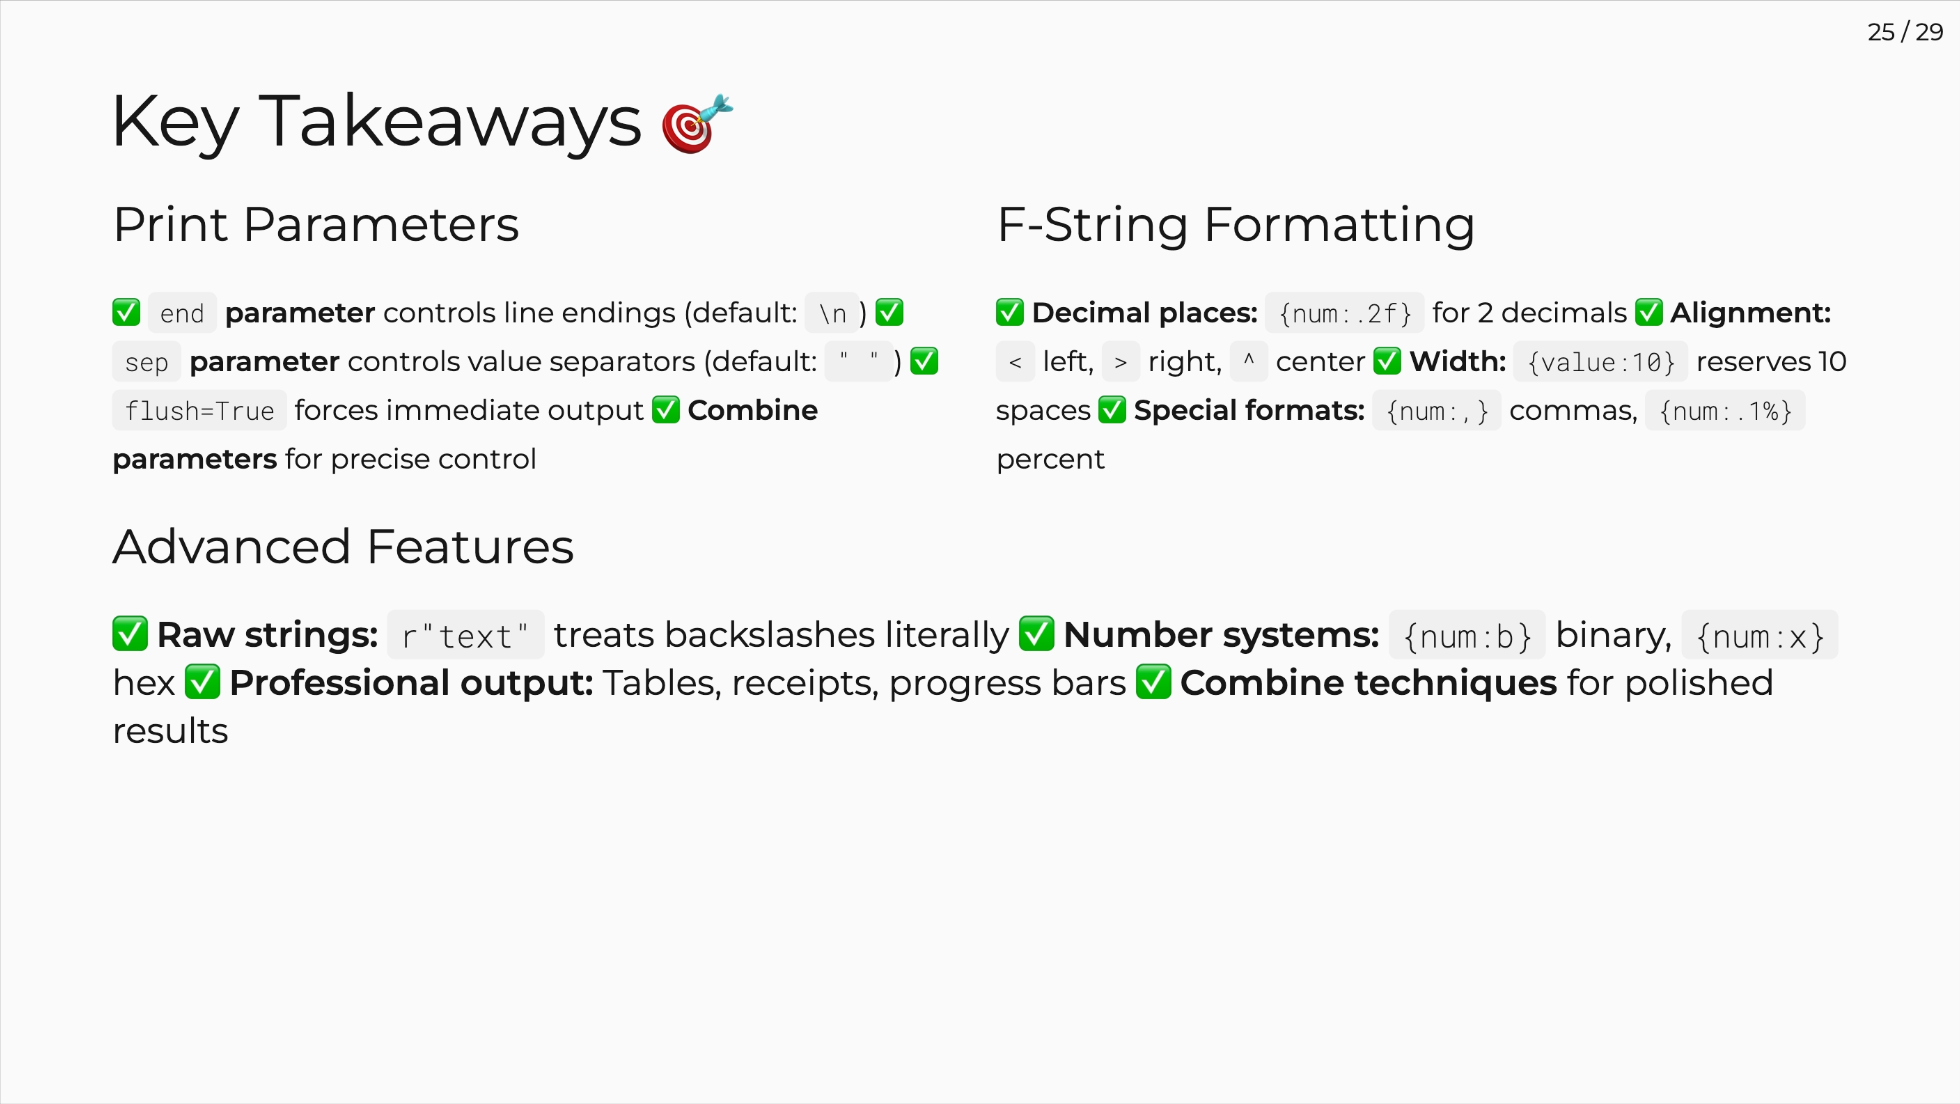 25 / 29
Key Takeaways 🎯
Print Parameters
✅ end parameter controls line endings (default: \n ) ✅
sep parameter controls value separators (default: " " ) ✅
flush=True forces immediate output ✅ Combine
parameters for precise control
F-String Formatting
✅ Decimal places: {num:.2f} for 2 decimals ✅ Alignment:
< left, > right, ^ center ✅ Width: {value:10} reserves 10
spaces ✅ Special formats: {num:,} commas, {num:.1%}
percent
Advanced Features
✅ Raw strings: r"text" treats backslashes literally ✅ Number systems: {num:b} binary, {num:x}
hex ✅ Professional output: Tables, receipts, progress bars ✅ Combine techniques for polished
results